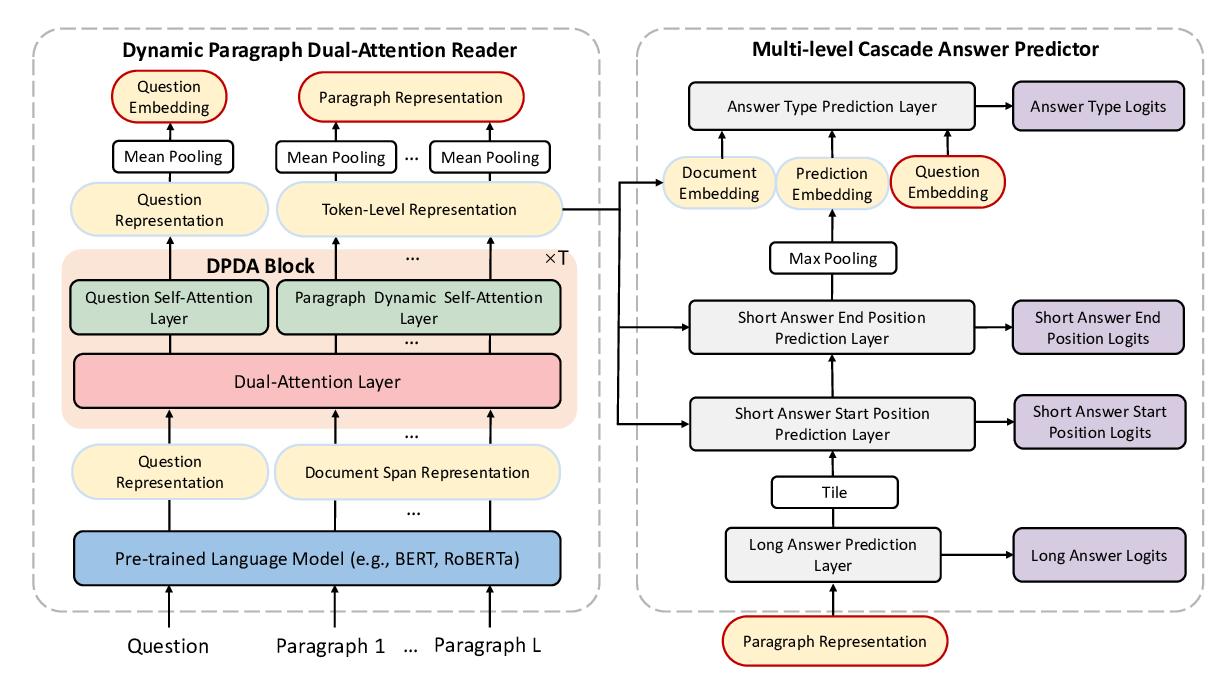 Dynamic Paragraph Dual-Attention Reader
Question
Embedding
Paragraph Representation
Mean Pooling
Mean Pooling
...
Mean Pooling
Question
Representation
Token-Level Representation
...
×T
DPDA Block
Question Self-Attention
Layer
Paragraph Dynamic Self-Attention
Layer
...
Dual-Attention Layer
...
Question
Representation
Document Span Representation
...
Pre-trained Language Model (e.g., BERT, RoBERTa)
Question
Paragraph 1
...
Paragraph L
Multi-level Cascade Answer Predictor
Answer Type Prediction Layer
Answer Type Logits
Document
Embedding
Prediction
Embedding
Question
Embedding
Max Pooling
Short Answer End Position
Prediction Layer
Short Answer End
Position Logits
Short Answer Start Position
Prediction Layer
Short Answer Start
Position Logits
Tile
Long Answer Prediction
Layer
Long Answer Logits
Paragraph Representation